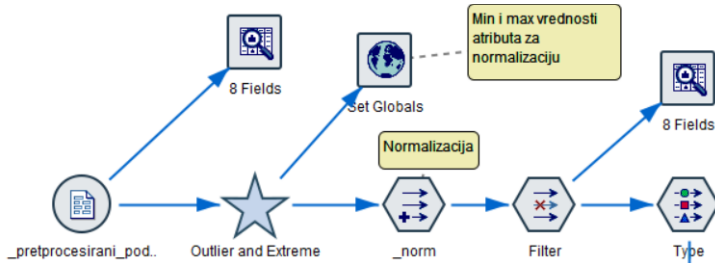 Min i max vrednosti
atributa za
normalizaciju
8 Fields
Set Globals
8 Fields
Normalizacija
_pretprocesirani_pod..
Outlier and Extreme
_norm
Filter
Type